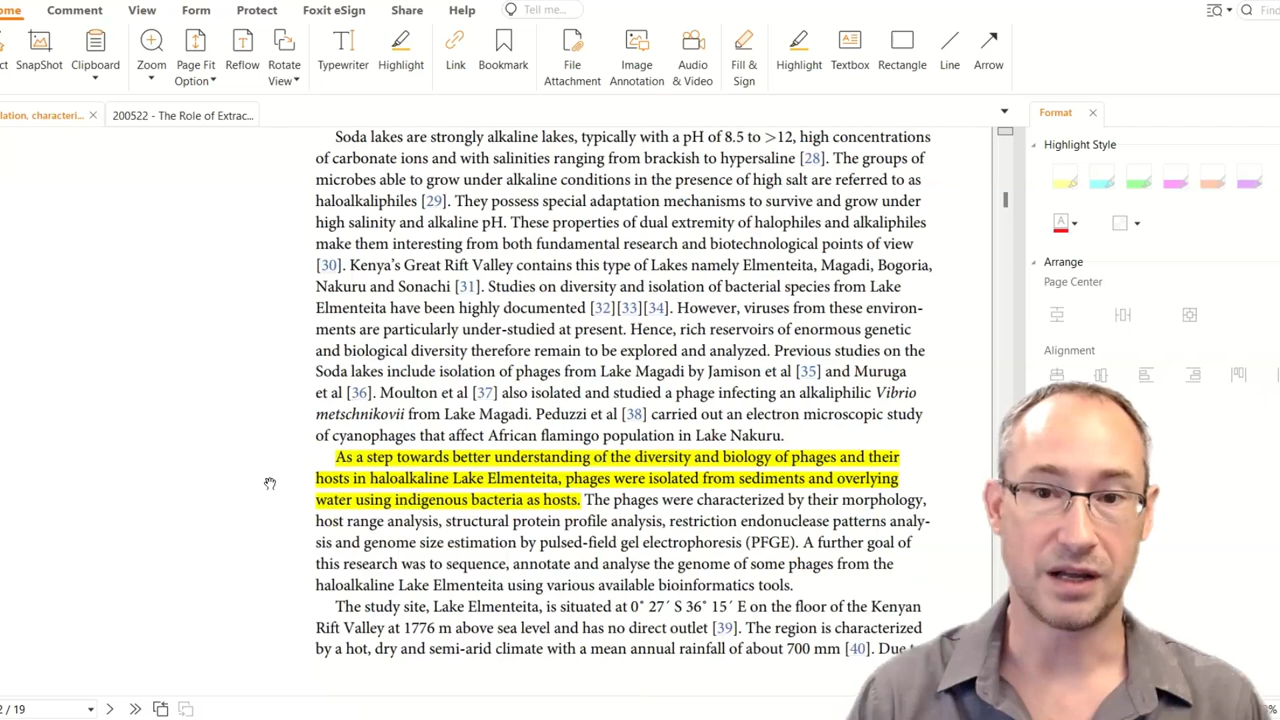 ome Comment View Form Protect Foxit eSign Share Help Tell me... Find
ct SnapShot Clipboard Zoom Page Fit Option Reflow Rotate View Typewriter Highlight Link Bookmark File Attachment Image Annotation Audio & Video Fill & Sign Highlight Textbox Rectangle Line Arrow
lation, characteri... 200522 - The Role of Extrac...
Format
Highlight Style
Arrange
Page Center
Alignment
Soda lakes are strongly alkaline lakes, typically with a pH of 8.5 to >12, high concentrations
of carbonate ions and with salinities ranging from brackish to hypersaline [28]. The groups of
microbes able to grow under alkaline conditions in the presence of high salt are referred to as
haloalkaliphiles [29]. They possess special adaptation mechanisms to survive and grow under
high salinity and alkaline pH. These properties of dual extremity of halophiles and alkaliphiles
make them interesting from both fundamental research and biotechnological points of view
[30]. Kenya's Great Rift Valley contains this type of Lakes namely Elmenteita, Magadi, Bogoria,
Nakuru and Sonachi [31]. Studies on diversity and isolation of bacterial species from Lake
Elmenteita have been highly documented [32][33][34]. However, viruses from these environ-
ments are particularly under-studied at present. Hence, rich reservoirs of enormous genetic
and biological diversity therefore remain to be explored and analyzed. Previous studies on the
Soda lakes include isolation of phages from Lake Magadi by Jamison et al [35] and Muruga
et al [36]. Moulton et al [37] also isolated and studied a phage infecting an alkaliphilic Vibrio
metschnikovii from Lake Magadi. Peduzzi et al [38] carried out an electron microscopic study
of cyanophages that affect African flamingo population in Lake Nakuru.
As a step towards better understanding of the diversity and biology of phages and their
hosts in haloalkaline Lake Elmenteita, phages were isolated from sediments and overlying
water using indigenous bacteria as hosts. The phages were characterized by their morphology,
host range analysis, structural protein profile analysis, restriction endonuclease patterns analy-
sis and genome size estimation by pulsed-field gel electrophoresis (PFGE). A further goal of
this research was to sequence, annotate and analyse the genome of some phages from the
haloalkaline Lake Elmenteita using various available bioinformatics tools.
The study site, Lake Elmenteita, is situated at 0˚ 27´ S 36˚ 15´ E on the floor of the Kenyan
Rift Valley at 1776 m above sea level and has no direct outlet [39]. The region is characterized
by a hot, dry and semi-arid climate with a mean annual rainfall of about 700 mm [40]. Due
2 / 19